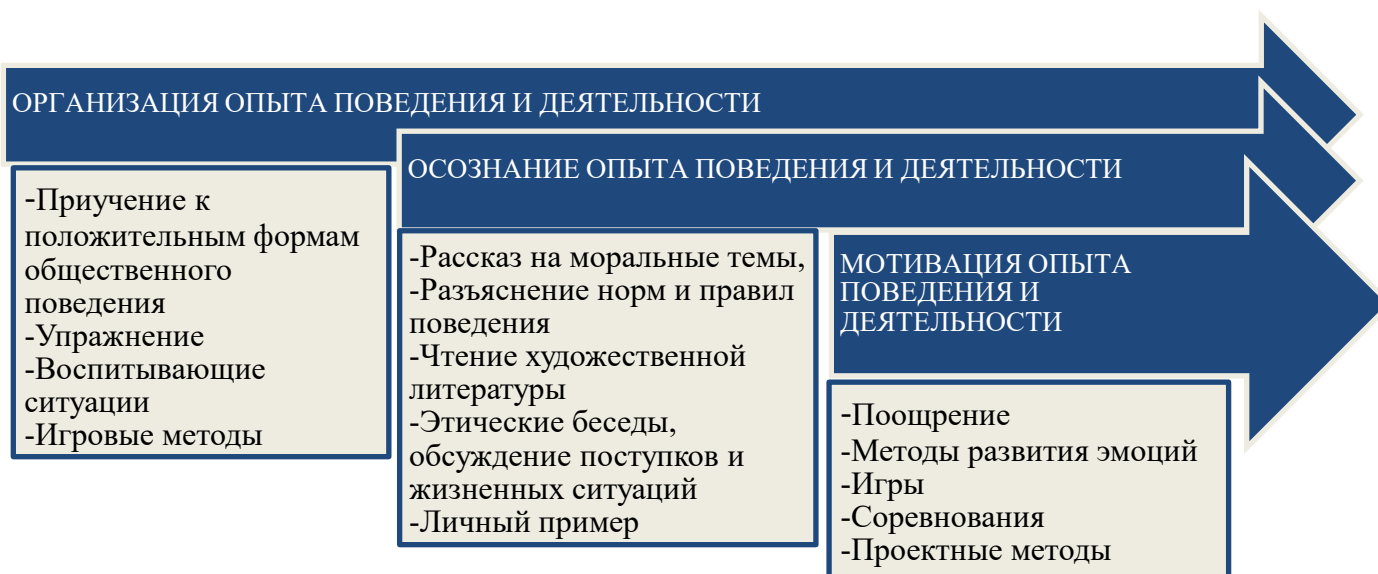 ОРГАНИЗАЦИЯ ОПЫТА ПОВЕДЕНИЯ И ДЕЯТЕЛЬНОСТИ
-Приучение к
положительным формам
общественного
поведения
-Упражнение
-Воспитывающие
ситуации
-Игровые методы
ОСОЗНАНИЕ ОПЫТА ПОВЕДЕНИЯ И ДЕЯТЕЛЬНОСТИ
-Рассказ на моральные темы,
-Разъяснение норм и правил
поведения
-Чтение художественной
литературы
-Этические беседы,
обсуждение поступков и
жизненных ситуаций
-Личный пример
МОТИВАЦИЯ ОПЫТА
ПОВЕДЕНИЯ И
ДЕЯТЕЛЬНОСТИ
-Поощрение
-Методы развития эмоций
-Игры
-Соревнования
-Проектные методы